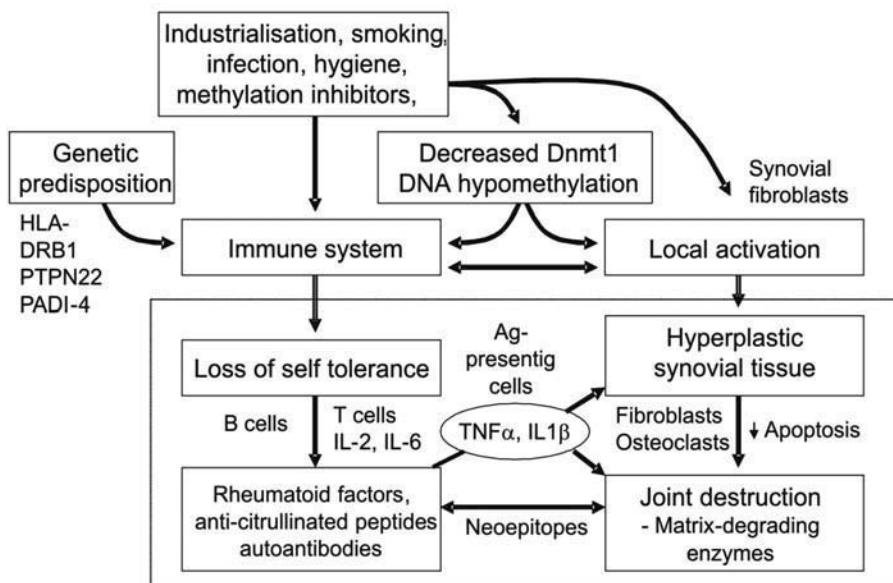 Industrialisation, smoking,
infection, hygiene,
methylation inhibitors,
Genetic
predisposition
Decreased Dnmt1
DNA hypomethylation
Synovial
fibroblasts
HLA-
DRB1
PTPN22
PADI-4
Immune system
Local activation
Loss of self tolerance
Ag-
presentig
cells
Hyperplastic
synovial tissue
B cells
T cells
IL-2, IL-6
TNFα, IL1β
Fibroblasts
Osteoclasts
↓ Apoptosis
Rheumatoid factors,
anti-citrullinated peptides
autoantibodies
Neoepitopes
Joint destruction
- Matrix-degrading
enzymes